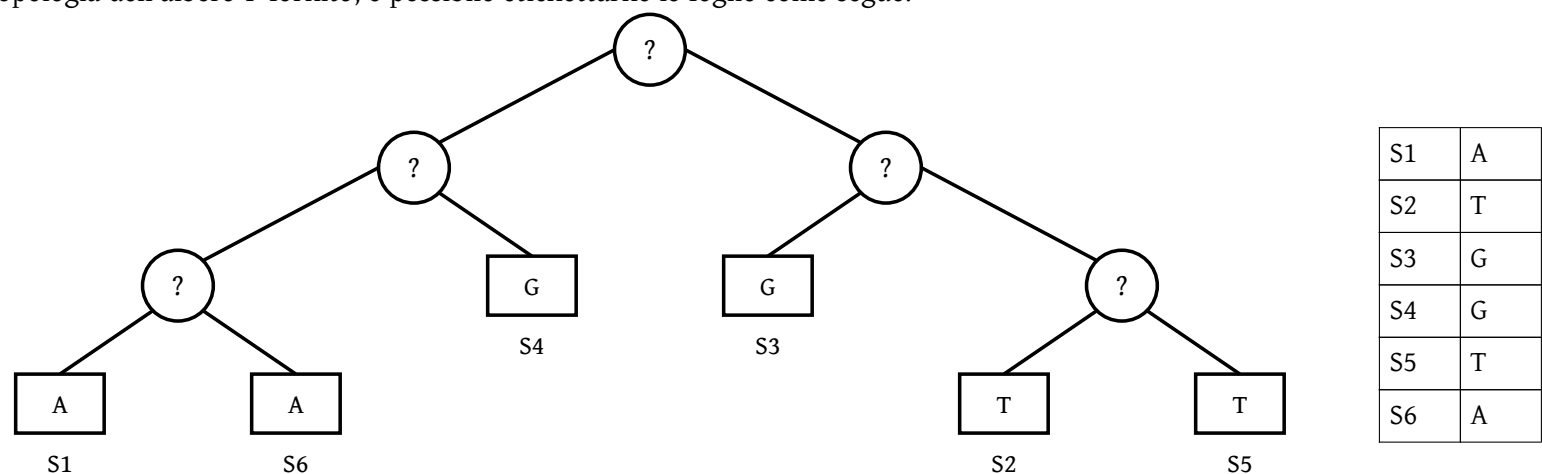 ?
? ?
? G G ?
S4 S3
A A T T
S1 S6 S2 S5
S1 A
S2 T
S3 G
S4 G
S5 T
S6 A